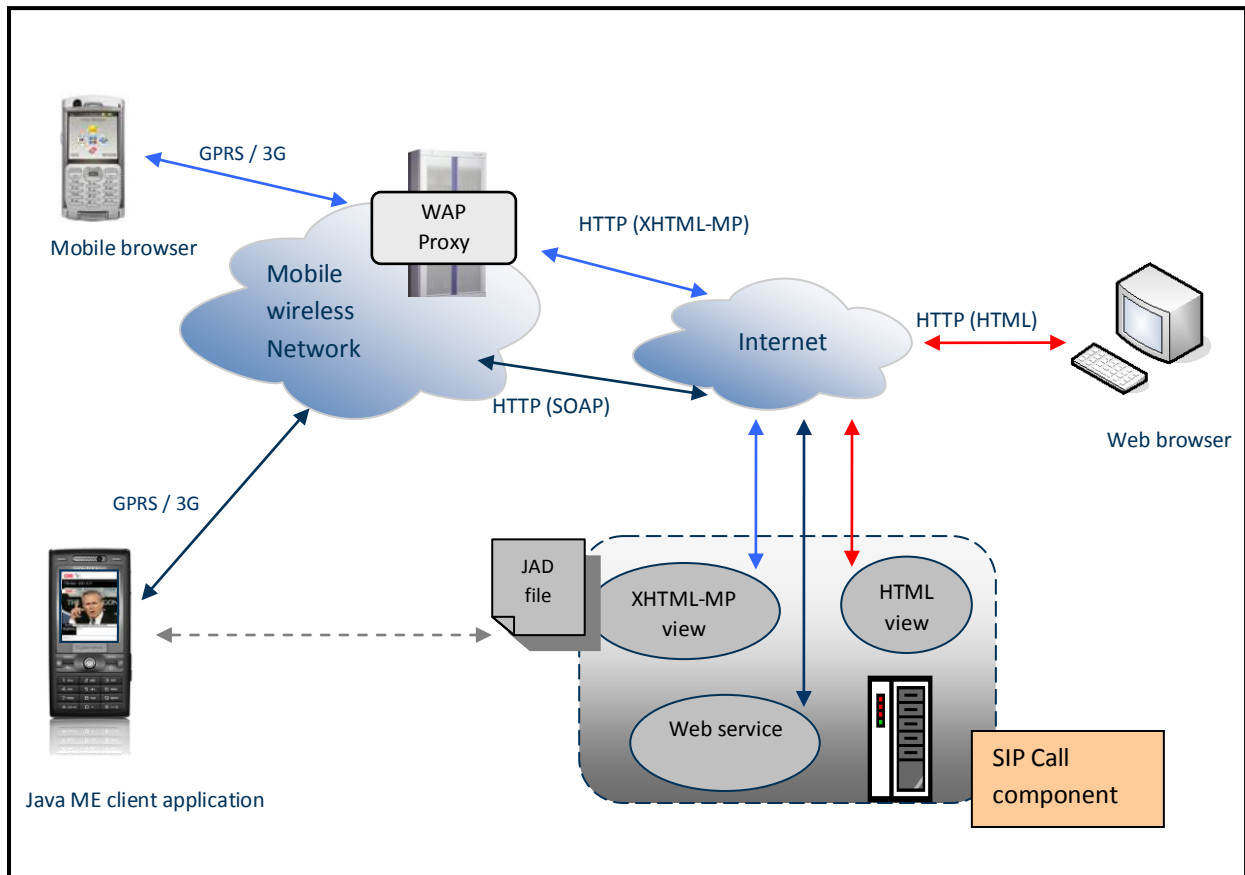 GPRS / 3G
WAP
Proxy
HTTP (XHTML-MP)
Mobile browser
Mobile
wireless
Network
Internet
HTTP (HTML)
HTTP (SOAP)
Web browser
GPRS / 3G
JAD
file
XHTML-MP
view
HTML
view
Web service
SIP Call
component
Java ME client application